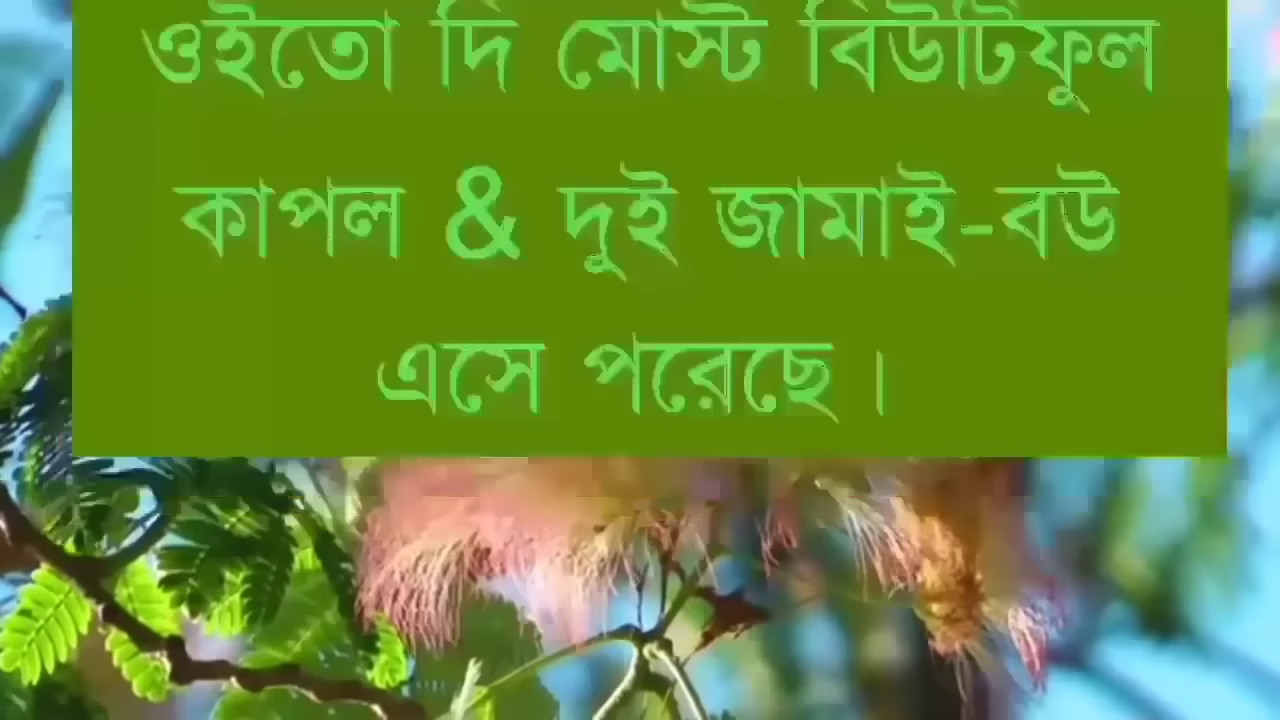 ওইতো দি মোস্ট বিউটিফুল
কাপল & দুই জামাই-বউ
এসে পরেছে।